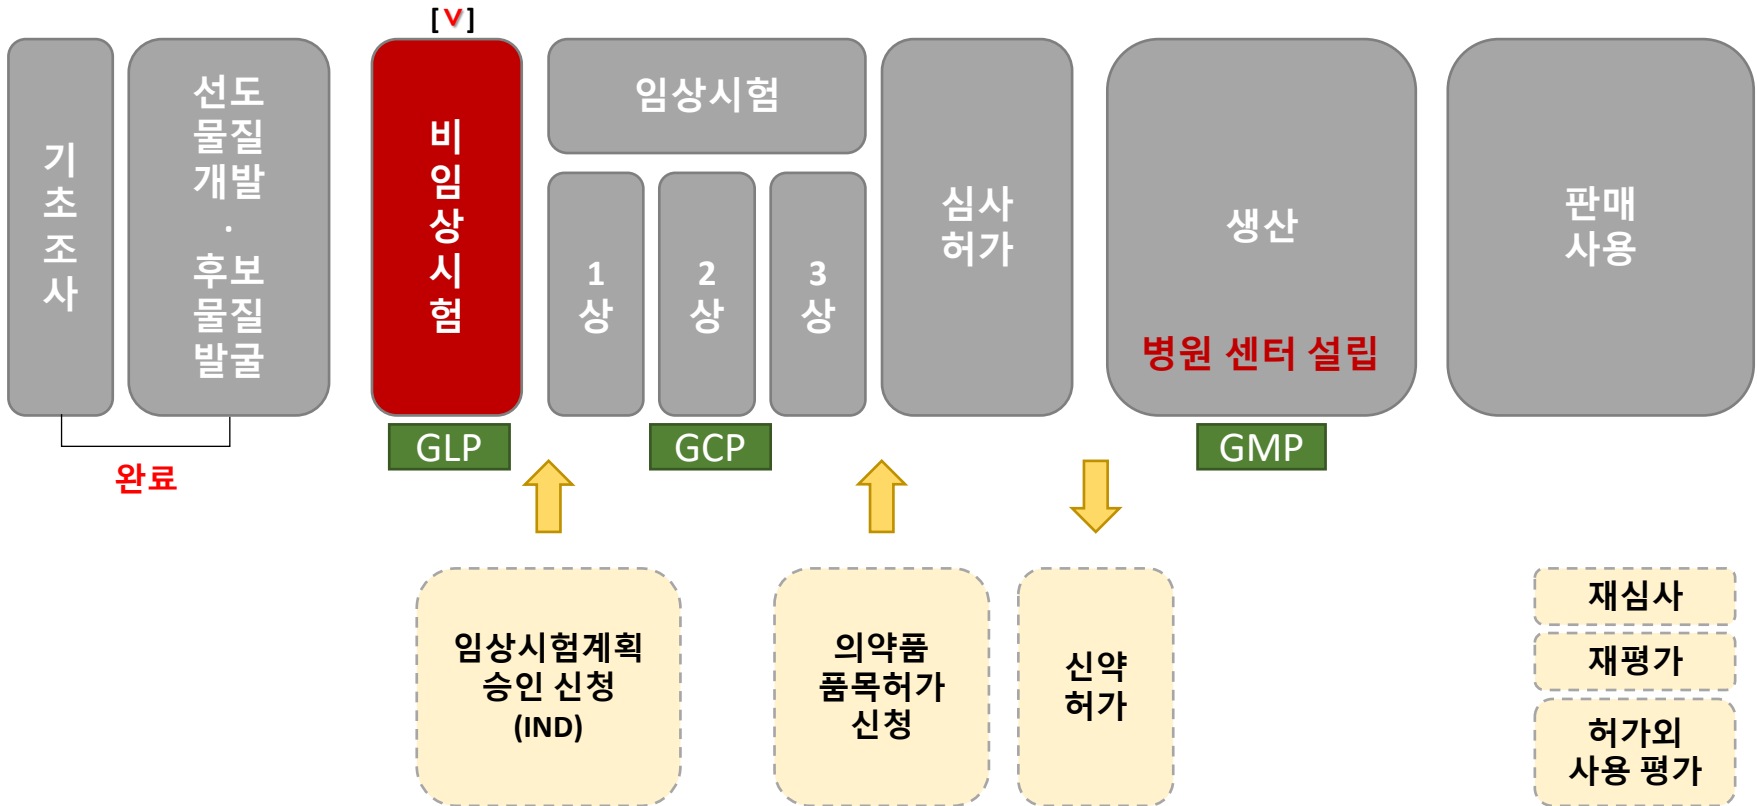 [V]
기
초
조
사
선도
물질
개발
·
후보
물질
발굴
완료
비
임
상
시
험
임상시험
1
상
2
상
3
상
심사
허가
생산
병원 센터 설립
판매
사용
GLP
GCP
GMP
임상시험계획
승인 신청
(IND)
의약품
품목허가
신청
신약
허가
재심사
재평가
허가외
사용 평가